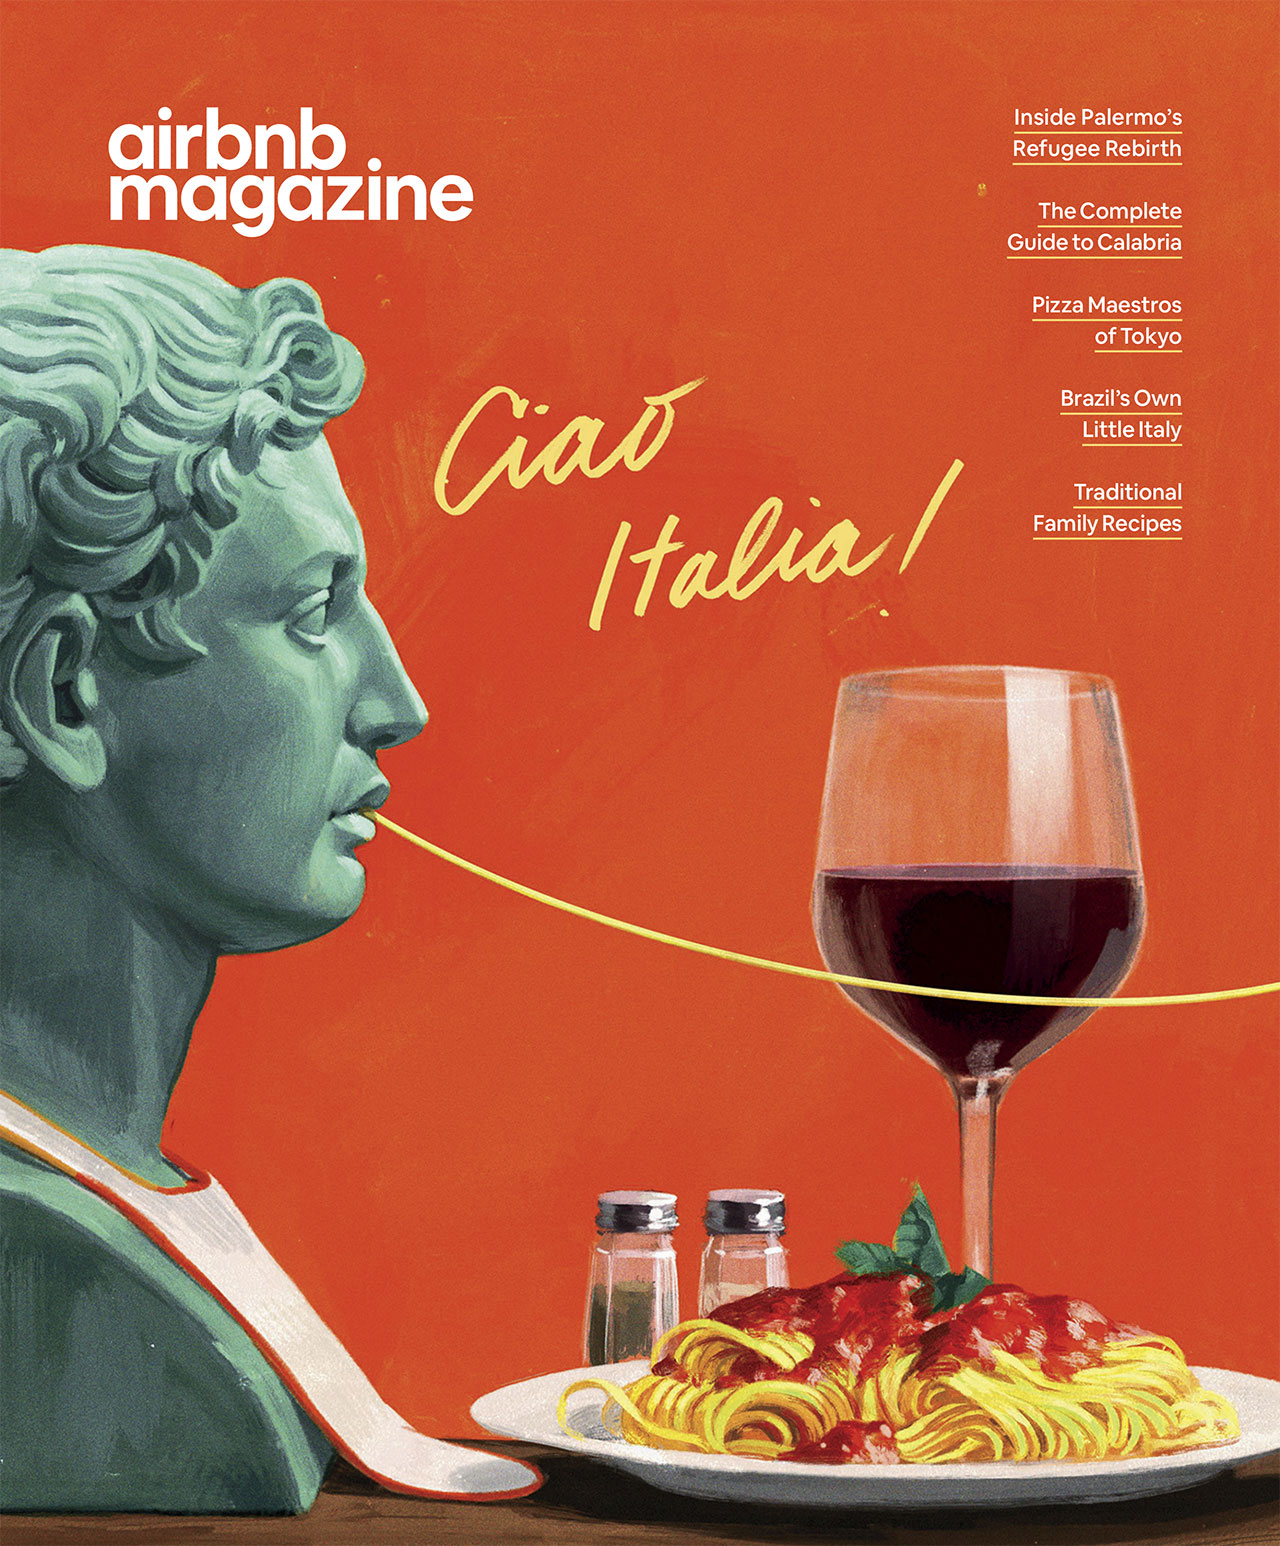 airbnb
magazine
Inside Palermo's
Refugee Rebirth
The Complete
Guide to Calabria
Pizza Maestros
of Tokyo
Brazil's Own
Little Italy
Traditional
Family Recipes
Ciao
Italia!